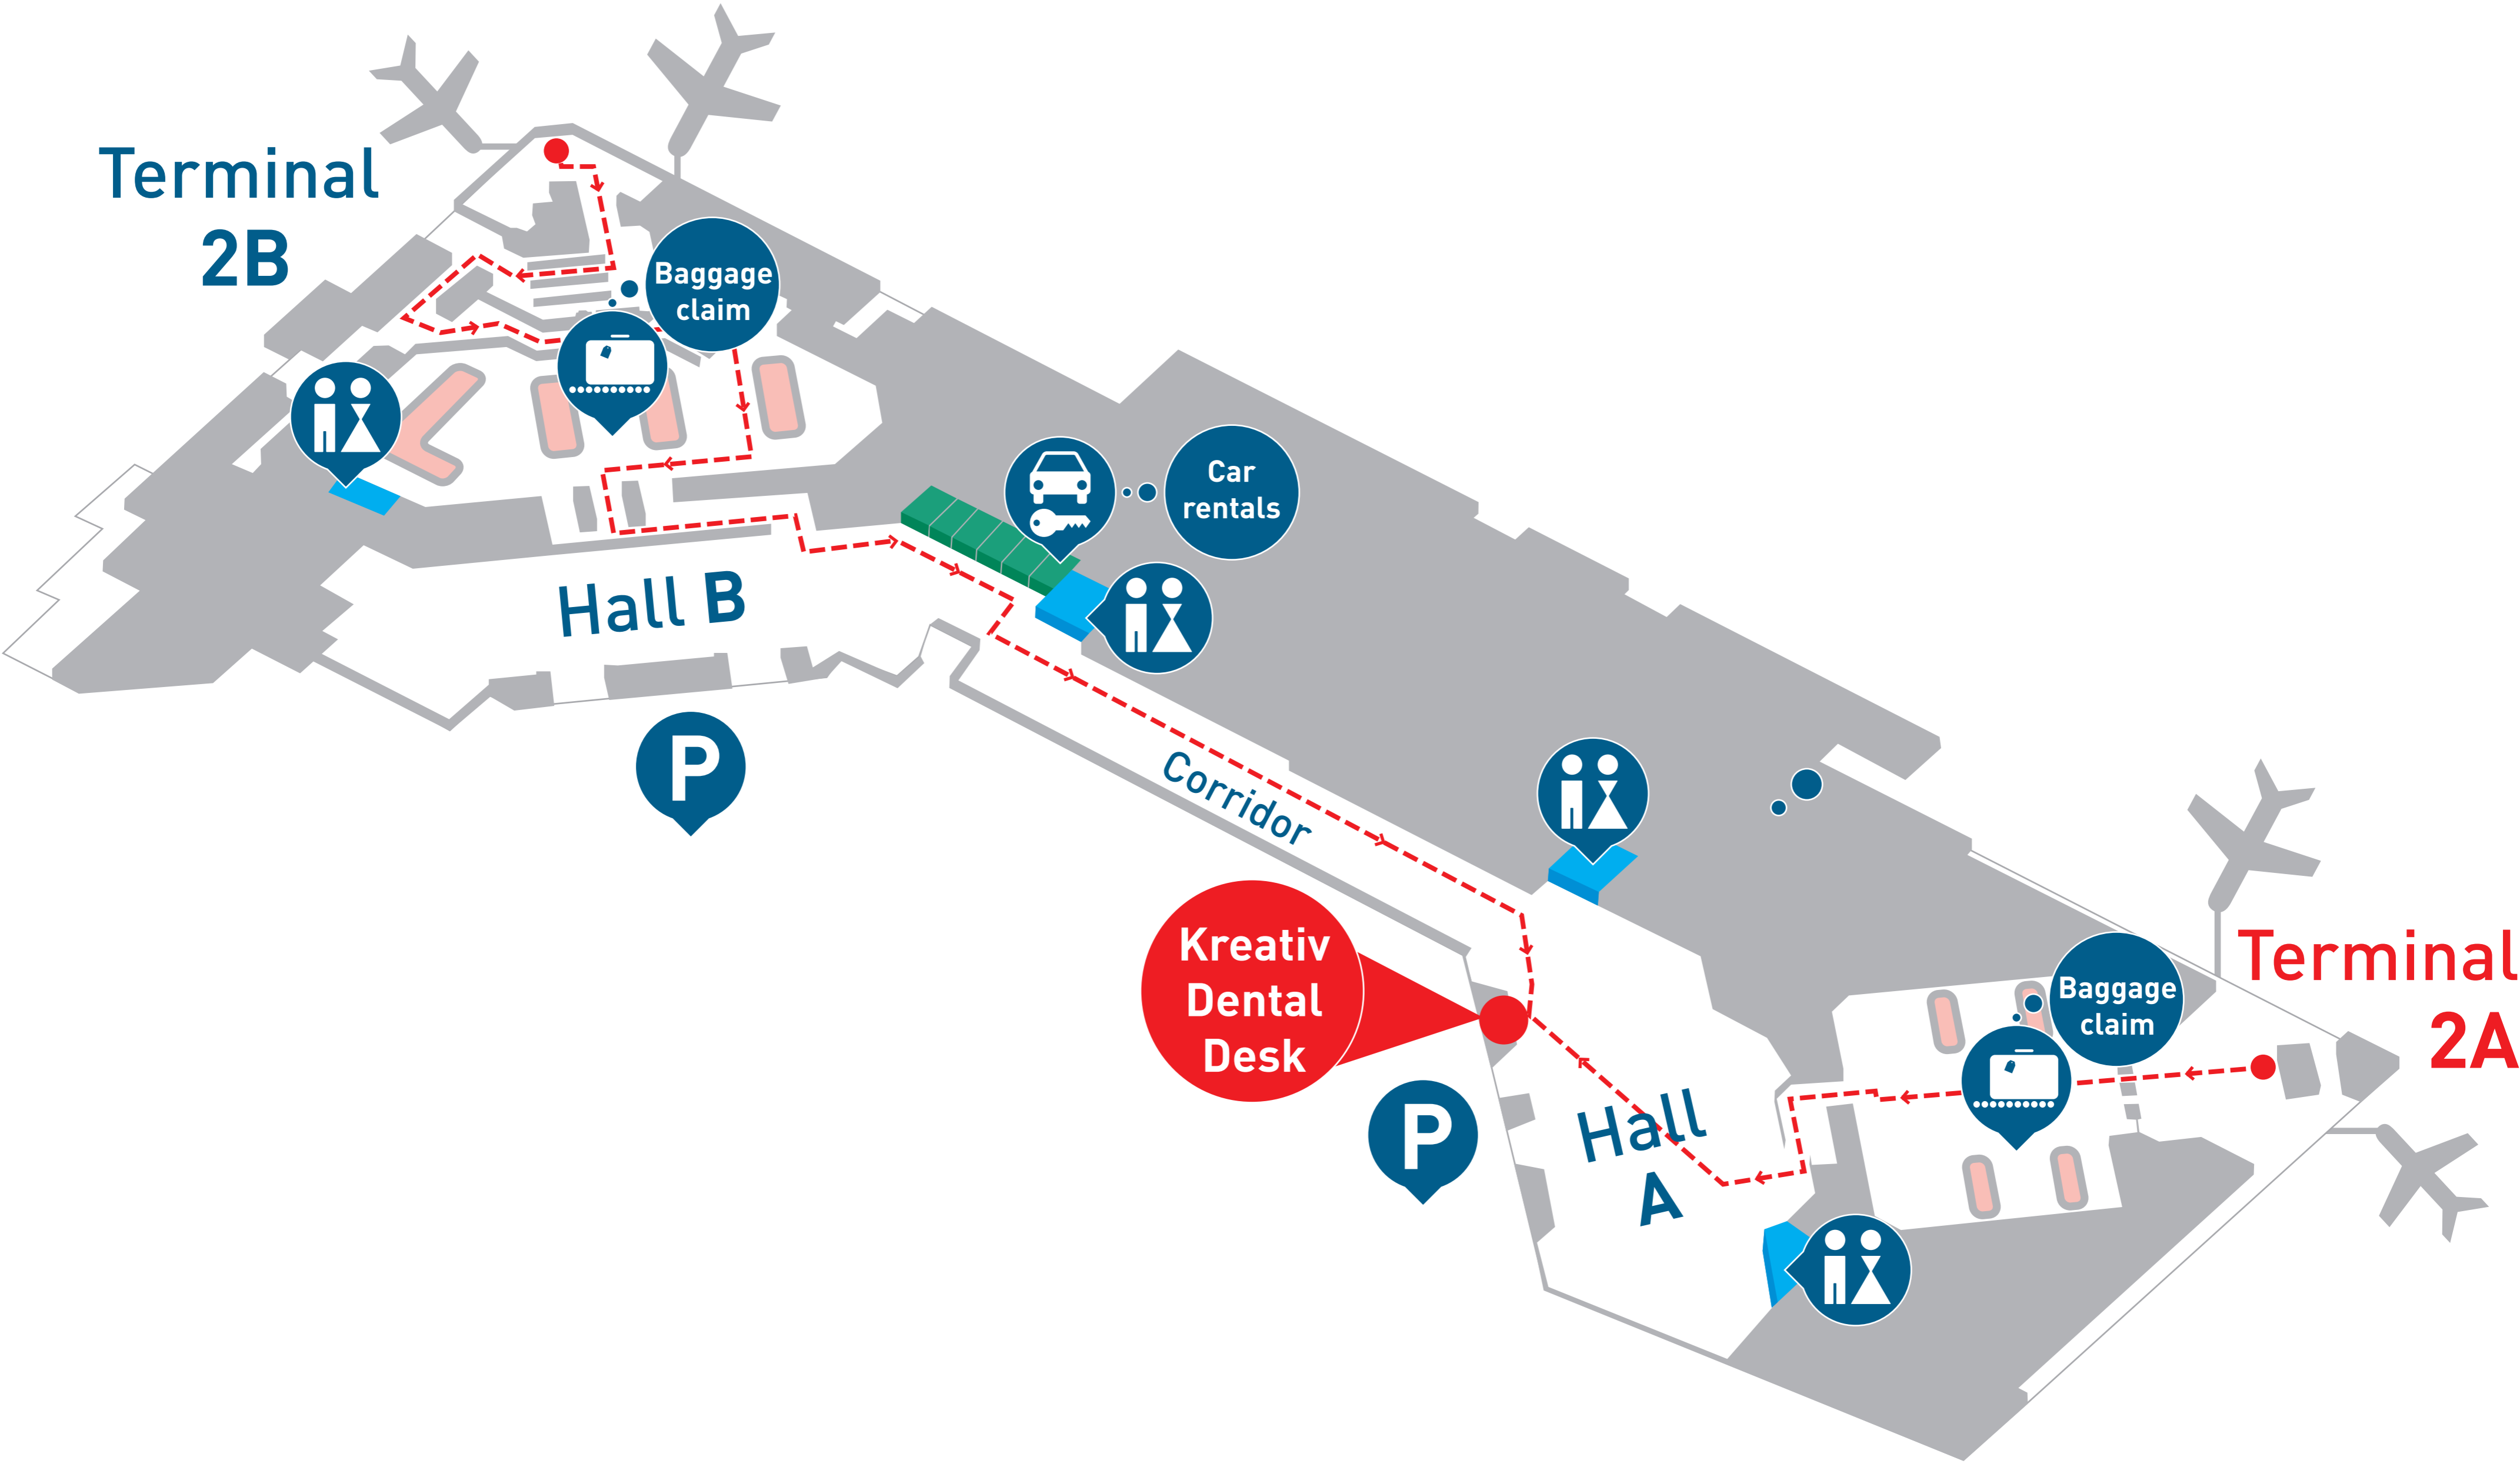 Terminal
2B
Baggage
claim
Car
rentals
Hall B
P
Corridor
Kreativ
Dental
Desk
P
Hall
A
Baggage
claim
Terminal
2A